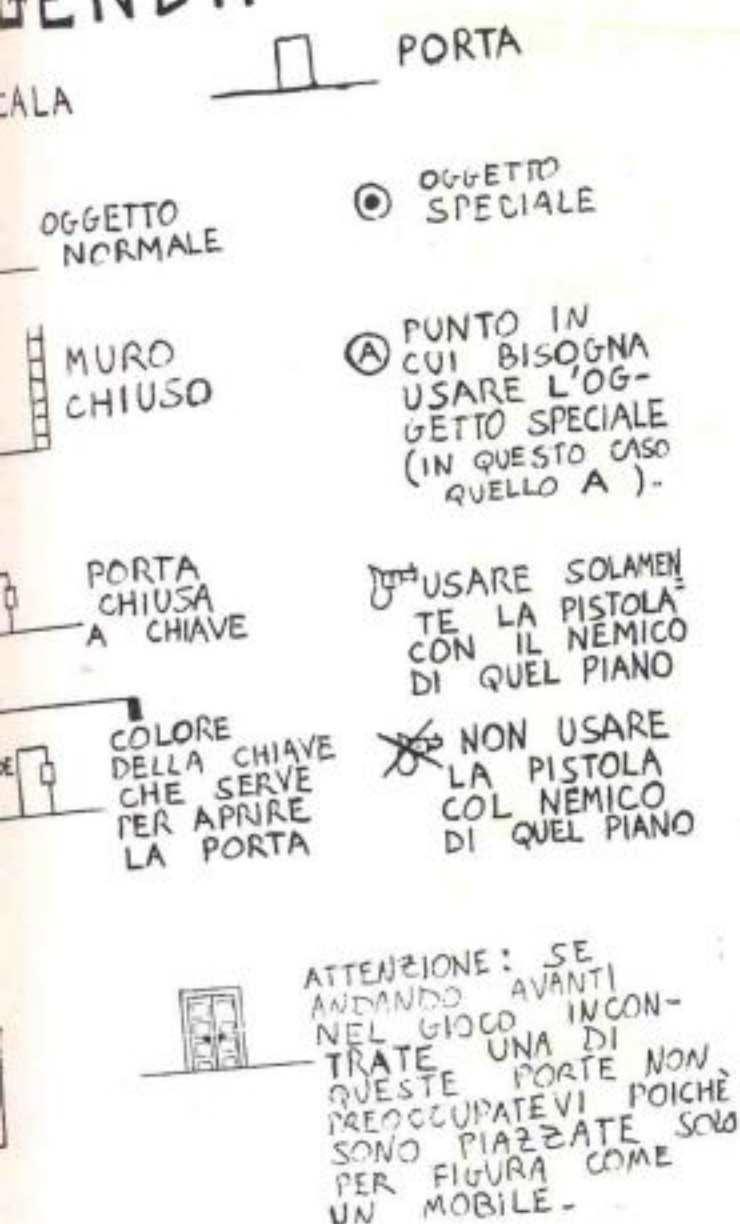 GENDA
CALA
PORTA
OGGETTO
NORMALE
OGGETTO
SPECIALE
MURO
CHIUSO
A
PUNTO IN
CUI BISOGNA
USARE L'OG-
GETTO SPECIALE
(IN QUESTO CASO
QUELLO A ).
PORTA
CHIUSA
A CHIAVE
USARE SOLAMEN
TE LA PISTOLA
CON IL NEMICO
DI QUEL PIANO
DE
COLORE
DELLA CHIAVE
CHE SERVE
PER APRIRE
LA PORTA
NON USARE
LA PISTOLA
COL NEMICO
DI QUEL PIANO
ATTENZIONE: SE
ANDANDO AVANTI
NEL GIOCO INCON-
TRATE UNA DI
QUESTE PORTE NON
PREOCCUPATEVI POICHÈ
SONO PIAZZATE SOLO
PER FIGURA COME
UN MOBILE.